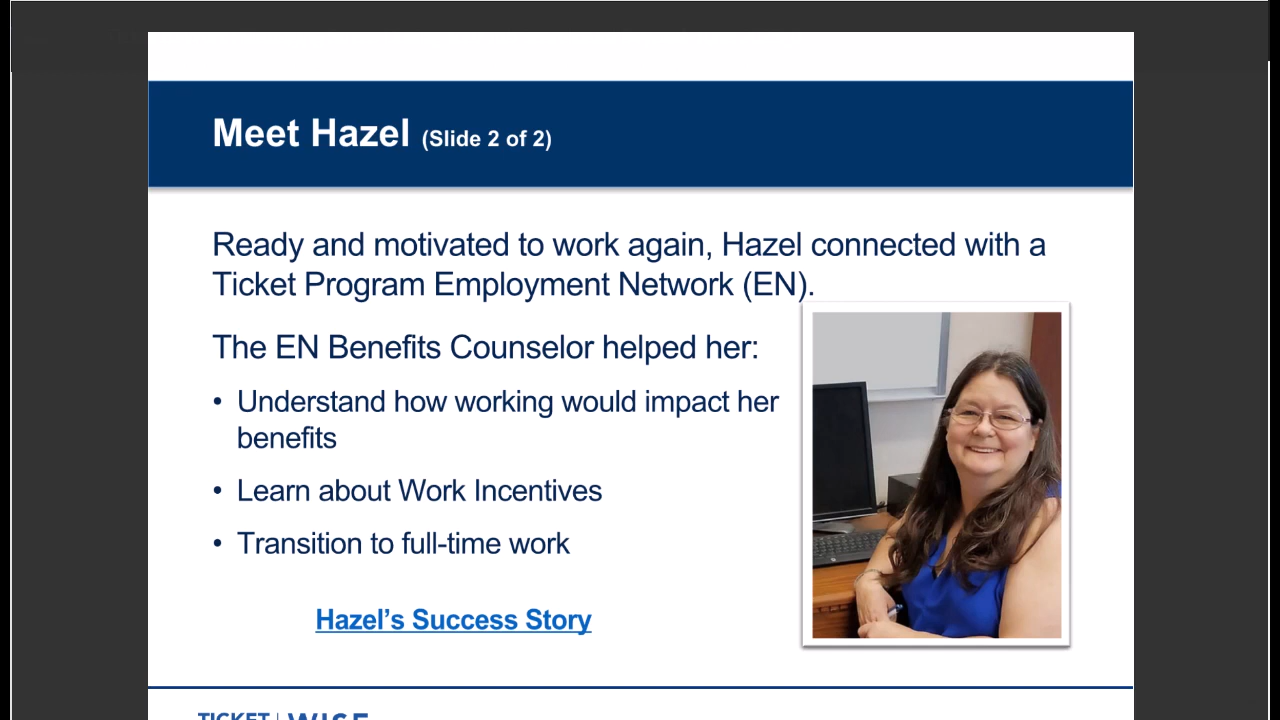 Meet Hazel (Slide 2 of 2)
Ready and motivated to work again, Hazel connected with a
Ticket Program Employment Network (EN).
The EN Benefits Counselor helped her:
• Understand how working would impact her
benefits
• Learn about Work Incentives
• Transition to full-time work
Hazel’s Success Story
TICKET | WISE